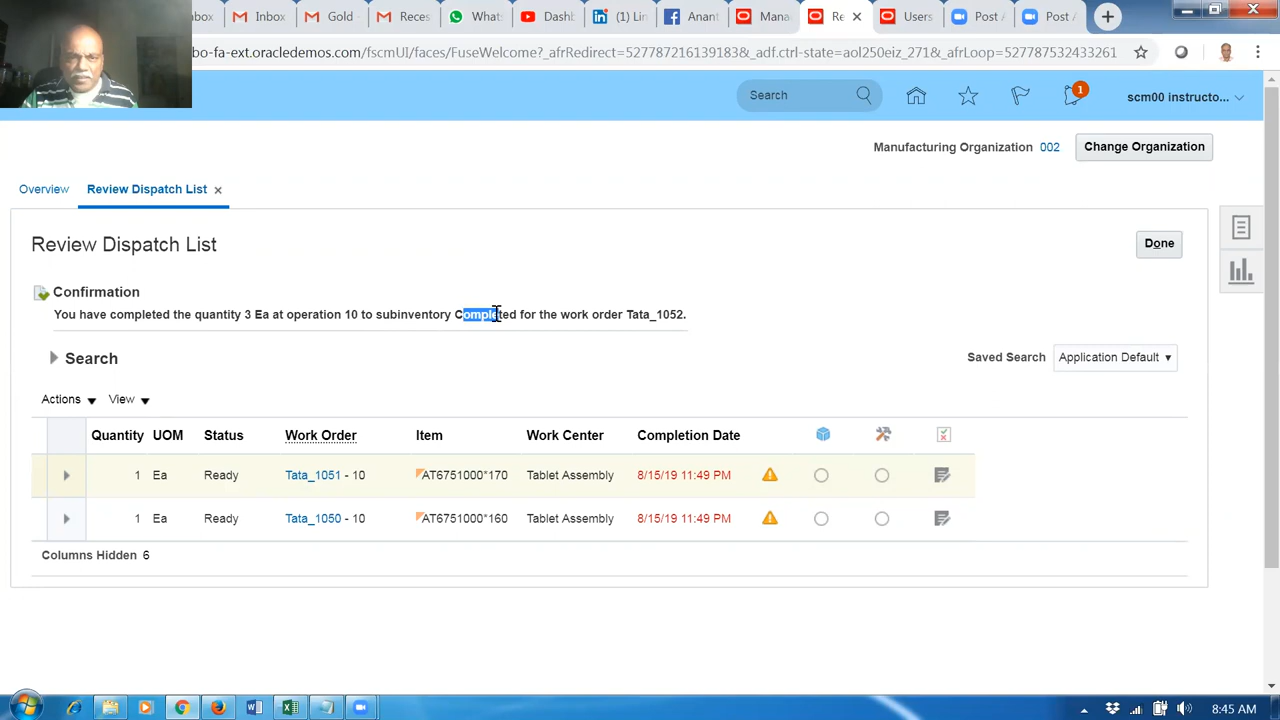 box
Inbox
Gold
Reces
Wha
Dash
(1) Lin
Anant
Mana
Re
User
Post A
Post A
bo-fa-ext.oracledemos.com/fscmUI/faces/FuseWelcome?_afrRedirect=527787216139183&_adf.ctrl-state=aol250eiz_271&_afrLoop=527787532433261
Search
1
scm00 instructo...
Manufacturing Organization 002 Change Organization
Overview Review Dispatch List
Review Dispatch List
Done
Confirmation
You have completed the quantity 3 Ea at operation 10 to subinventory Completed for the work order Tata_1052.
Search
Saved Search Application Default
Actions View
Quantity UOM Status Work Order Item Work Center Completion Date
1 Ea Ready Tata_1051 - 10 AT6751000*170 Tablet Assembly 8/15/19 11:49 PM
1 Ea Ready Tata_1050 - 10 AT6751000*160 Tablet Assembly 8/15/19 11:49 PM
Columns Hidden 6
8:45 AM